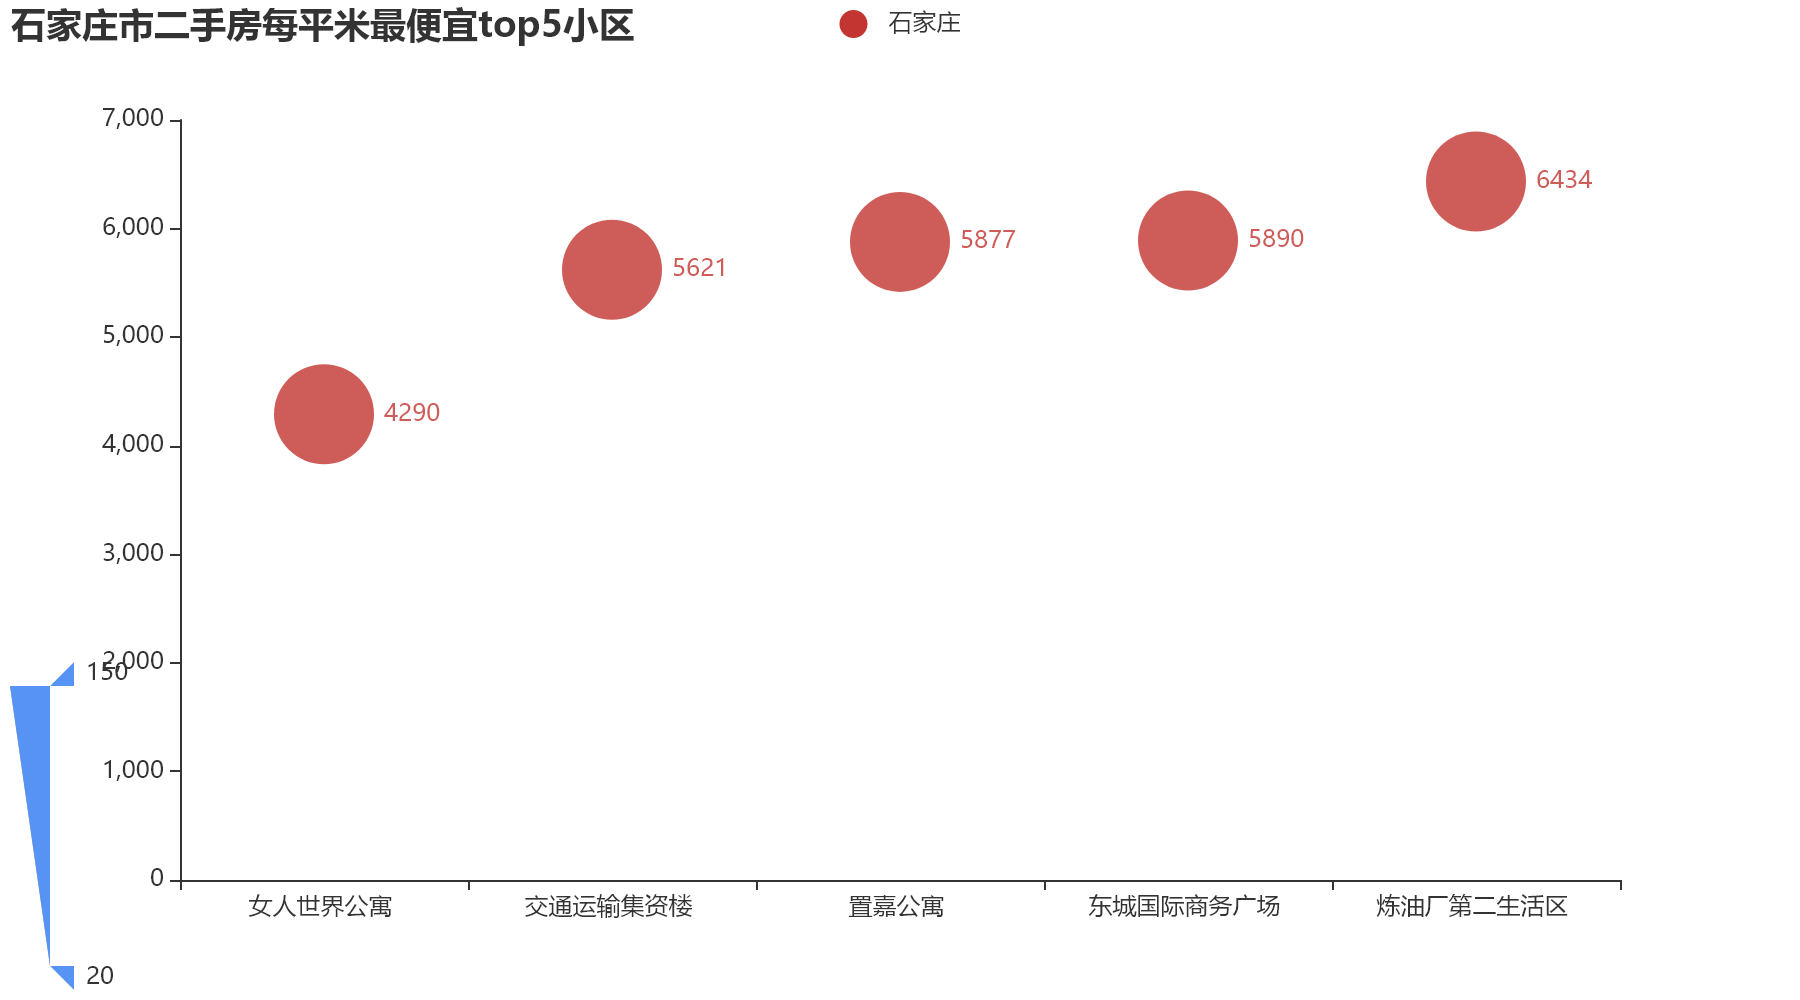 石家庄市二手房每平米最便宜top5小区
石家庄
7,000
6,000
5,000
4,000
3,000
2,000
1,000
0
4290
5621
5877
5890
6434
女人世界公寓
交通运输集资楼
置嘉公寓
东城国际商务广场
炼油厂第二生活区
150
20